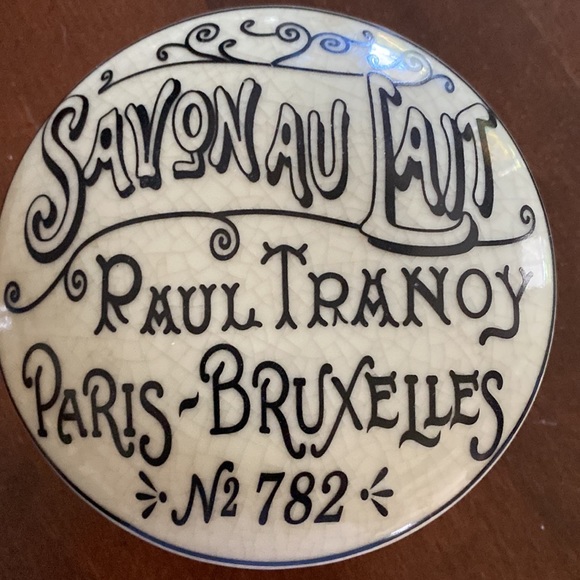 SAVON AU LAIT
PAUL TRANOY
PARIS-BRUXELLES
No 782